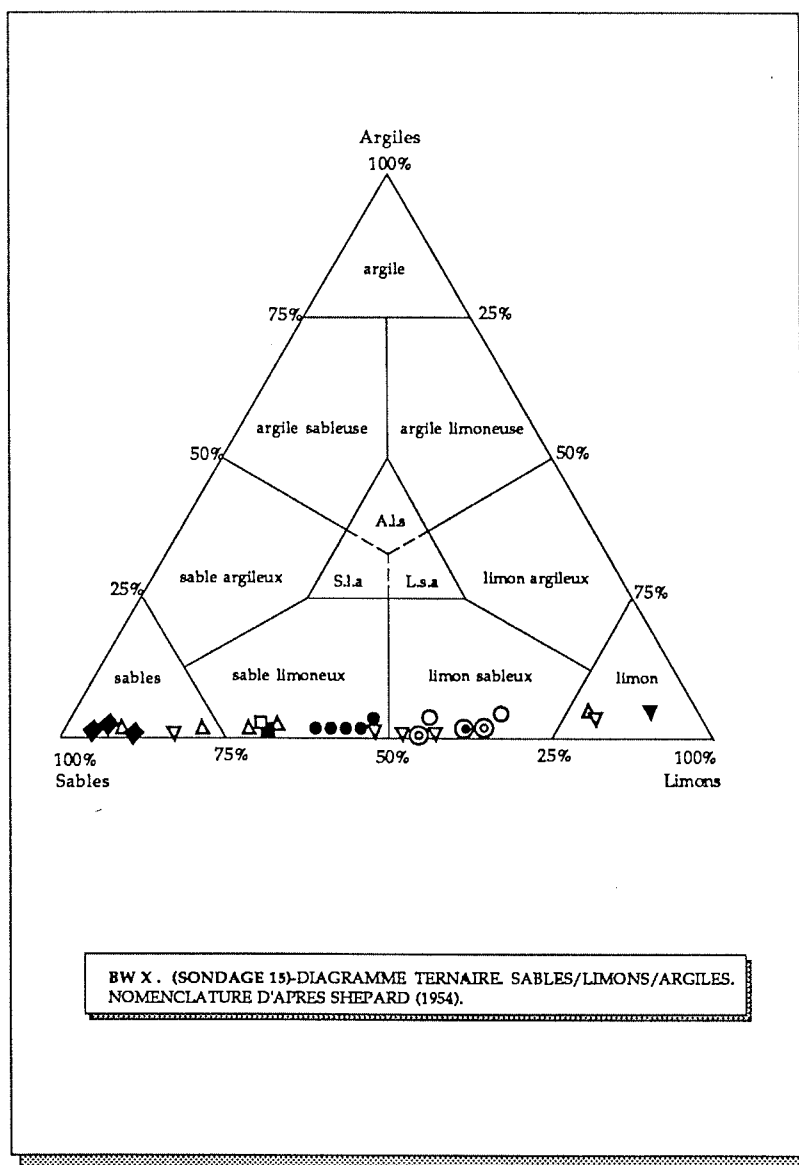 Argiles
100%
argile
75% 25%
argile sableuse argile limoneuse
50% 50%
A.l.s
sable argileux S.l.a L.s.a limon argileux
25% 75%
sables sable limoneux limon sableux limon
100% 75% 50% 25% 100%
Sables Limons
BW X. (SONDAGE 15)-DIAGRAMME TERNAIRE. SABLES/LIMONS/ARGILES.
NOMENCLATURE D'APRES SHEPARD (1954).